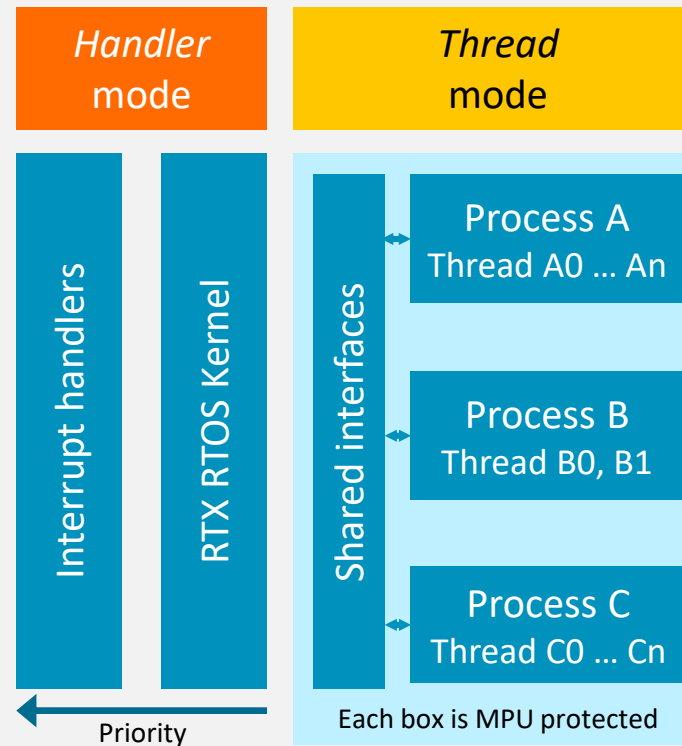 Handler
mode
Thread
mode
Interrupt handlers
RTX RTOS Kernel
Shared interfaces
Process A
Thread A0 ... An
Process B
Thread B0, B1
Process C
Thread C0 ... Cn
Priority
Each box is MPU protected